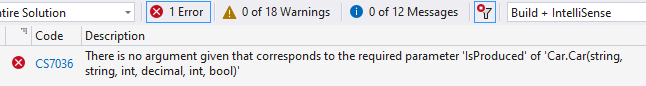 ntire Solution 1 Error 0 of 18 Warnings 0 of 12 Messages Build + IntelliSense
Code Description
CS7036 There is no argument given that corresponds to the required parameter 'IsProduced' of 'Car.Car(string,
string, int, decimal, int, bool)'